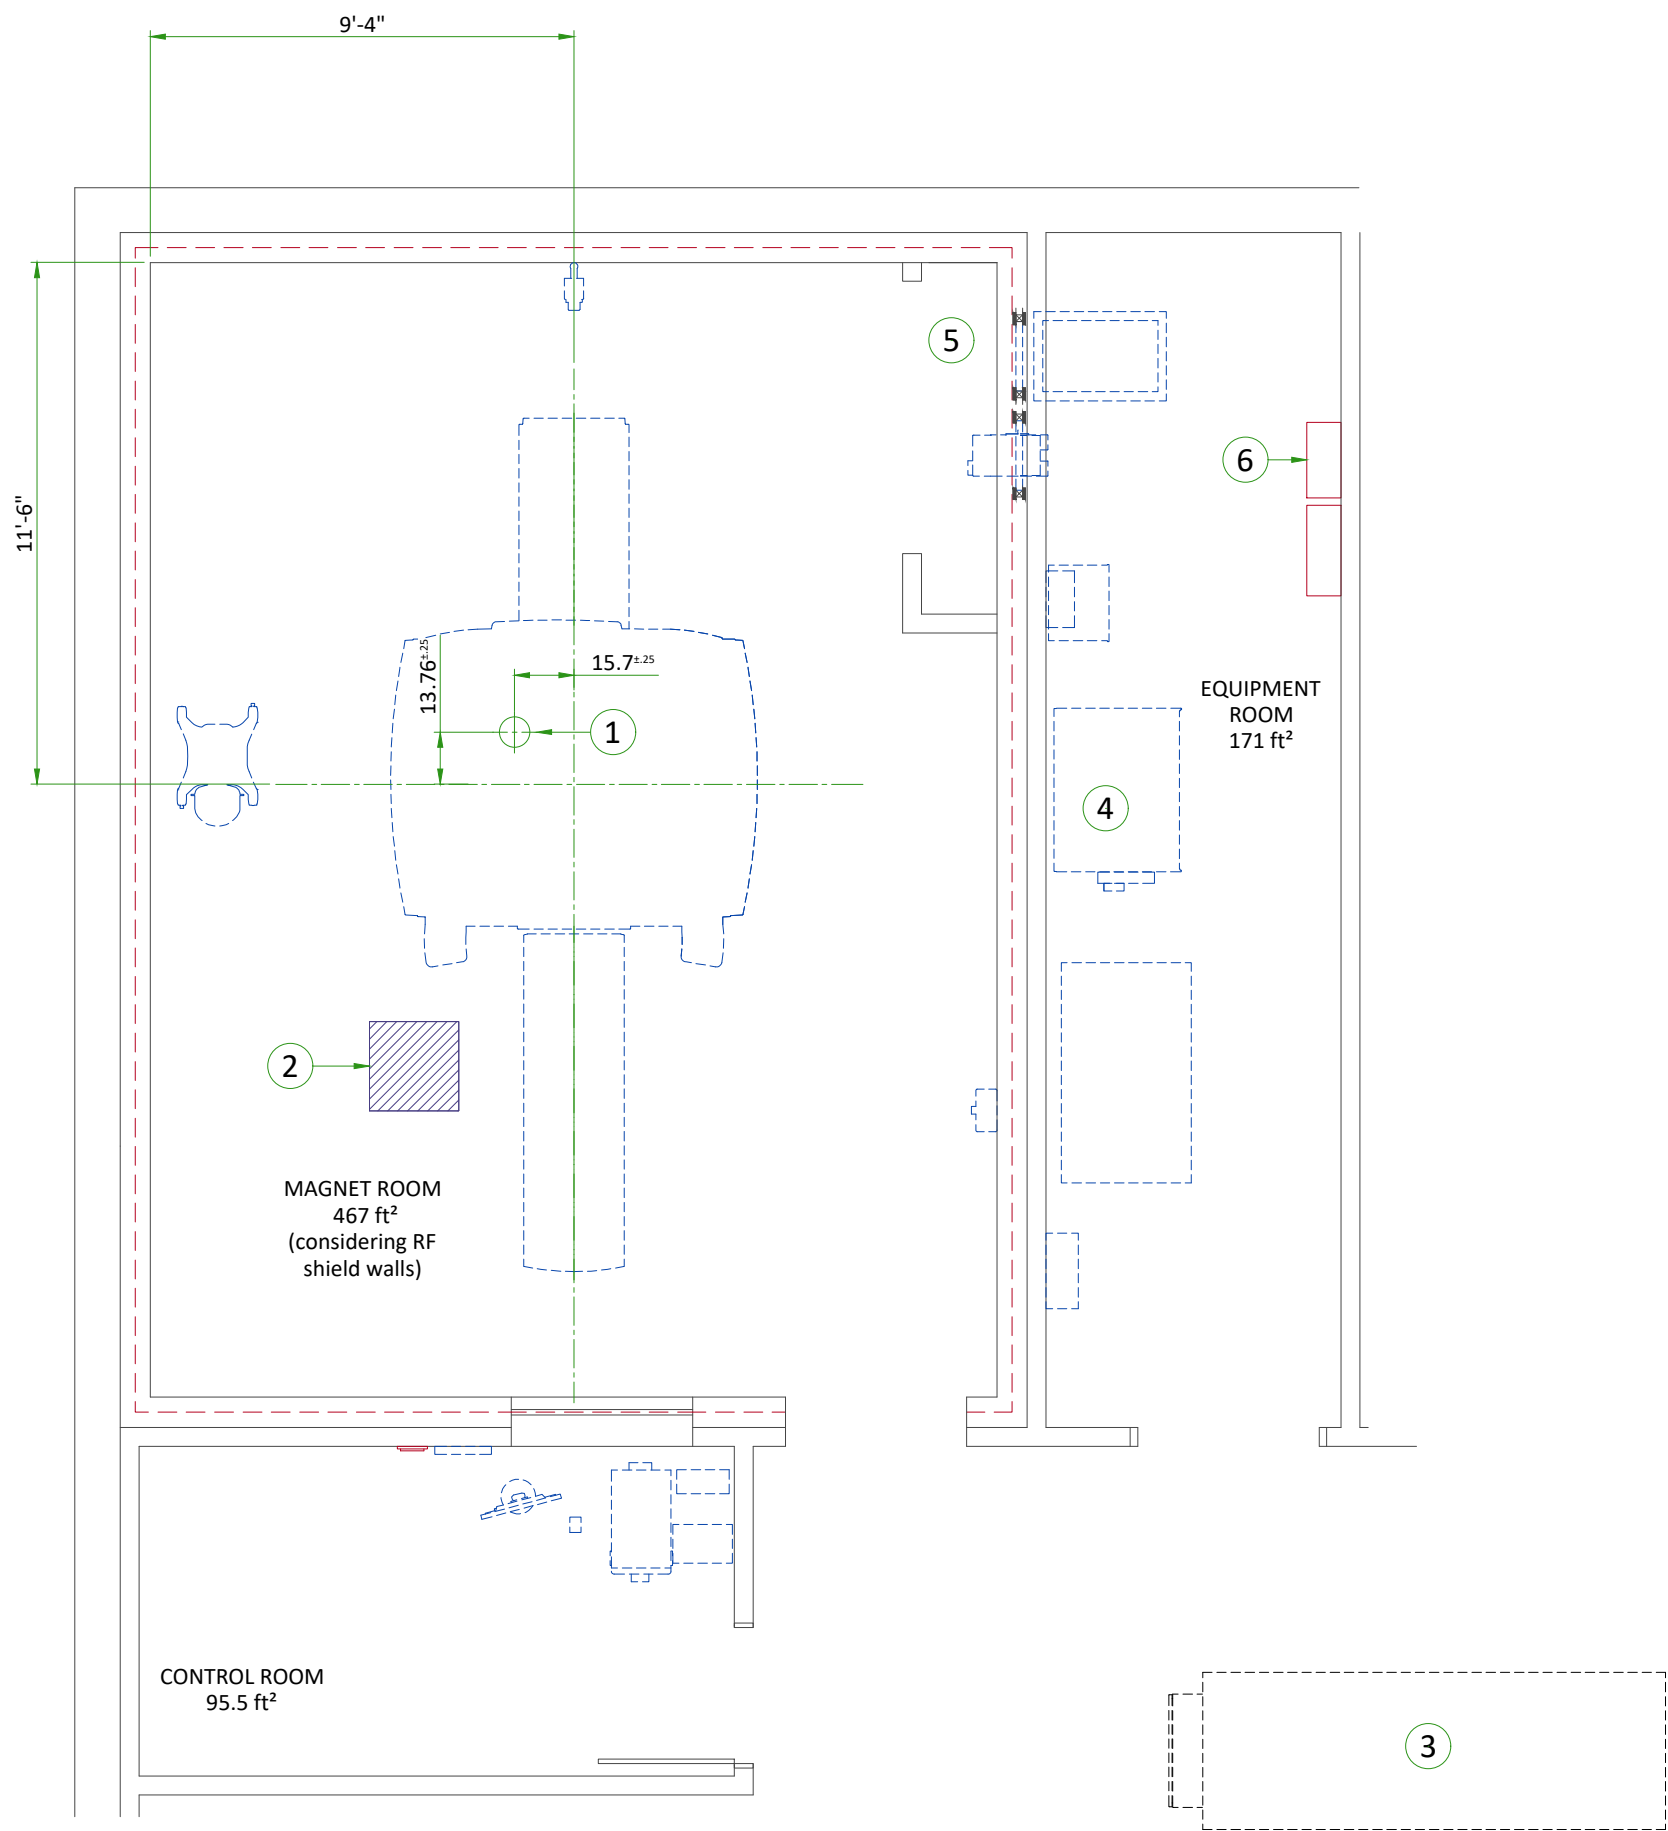 9'-4"
5
6
11'-6"
13.76±.25
15.7±.25
1
EQUIPMENT
ROOM
171 ft²
4
2
MAGNET ROOM
467 ft²
(considering RF
shield walls)
CONTROL ROOM
95.5 ft²
3